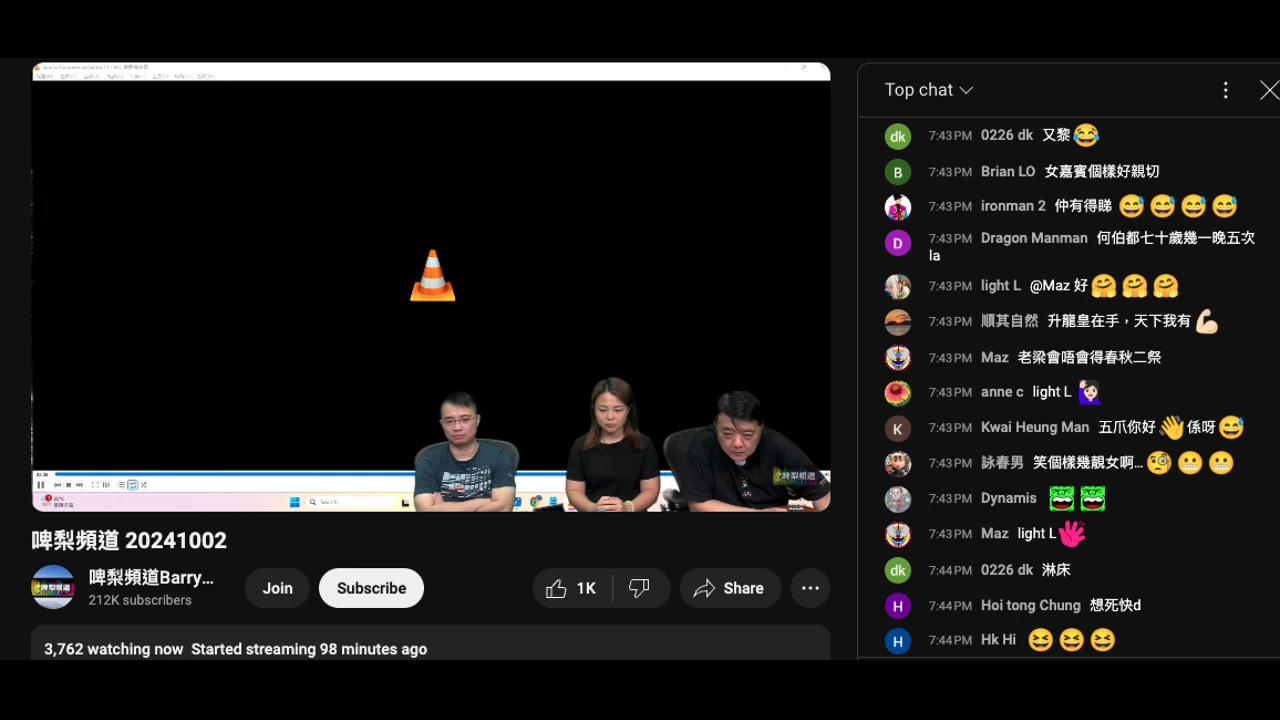 啤梨頻道
Search
啤梨頻道 20241002
啤梨頻道Barry...
212K subscribers
Join
Subscribe
1K
Share
3,762 watching now Started streaming 98 minutes ago
Top chat
dk 7:43 PM 0226 dk 又黎😂
B 7:43 PM Brian LO 女嘉賓個樣好親切
7:43 PM ironman 2 仲有得睇 😅 😅 😅 😅
D 7:43 PM Dragon Manman 何伯都七十歲幾一晚五次
la
7:43 PM light L @Maz 好🤗 🤗 🤗
7:43 PM 順其自然 升龍皇在手，天下我有💪🏻
7:43 PM Maz 老梁會唔會得春秋二祭
7:43 PM anne c light L 🙋🏻‍♀️
K 7:43 PM Kwai Heung Man 五爪你好👋係呀😅
7:43 PM 詠春男 笑個樣幾靚女啊...🧐 😬 😬
7:43 PM Dynamis
7:43 PM Maz light L
dk 7:44 PM 0226 dk 淋床
H 7:44 PM Hoi tong Chung 想死快d
H 7:44 PM Hk Hi 😆 😆 😆